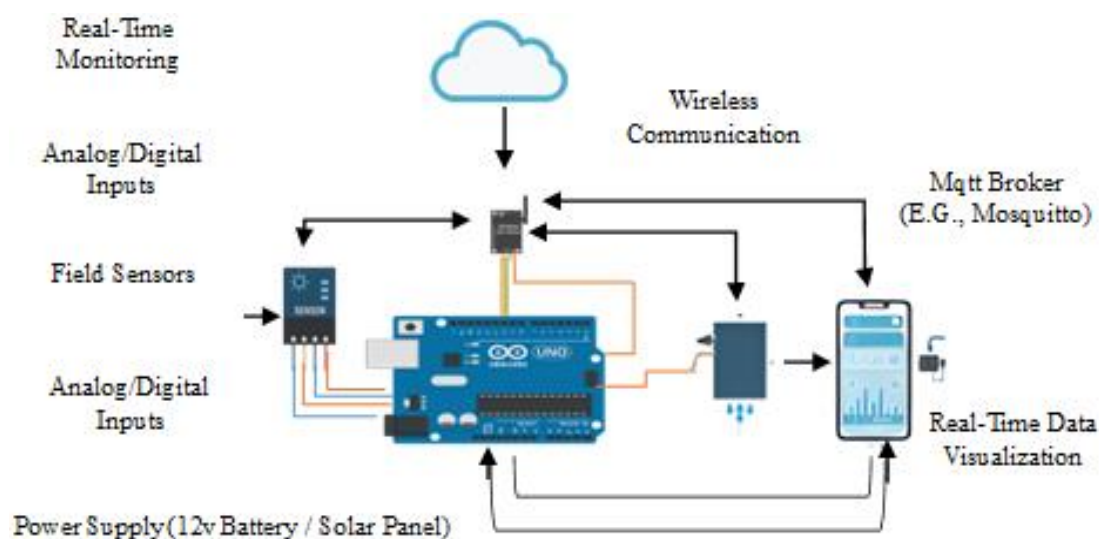 Real-Time
Monitoring
Wireless
Communication
Analog/Digital
Inputs
Mqtt Broker
(E.G., Mosquitto)
Field Sensors
SENSOR
UNO
Analog/Digital
Inputs
Real-Time Data
Visualization
Power Supply (12v Battery / Solar Panel)